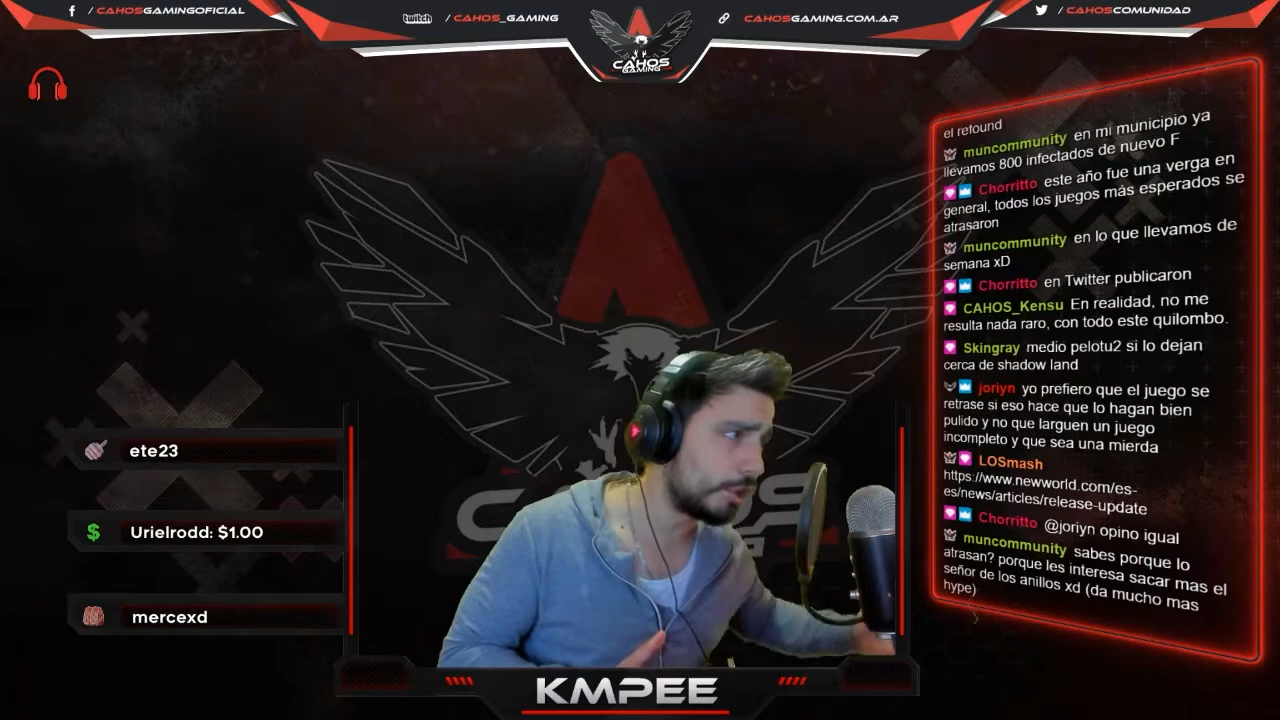 / CAHOSGAMINGOFICIAL
twitch / CAHOS_GAMING
CAHOS
GAMING
CAHOSGAMING.COM.AR
/ CAHOSCOMUNIDAD
el retound
muncommunity en mi municipio ya
llevamos 800 infectados de nuevo F
Chorritto este año fue una verga en
general, todos los juegos más esperados se
atrasaron
muncommunity en lo que llevamos de
semana xD
Chorritto en Twitter publicaron
CAHOS_Kensu En realidad, no me
resulta nada raro, con todo este quilombo.
Skingray medio pelotu2 si lo dejan
cerca de shadow land
joriyn yo prefiero que el juego se
retrase si eso hace que lo hagan bien
pulido y no que larguen un juego
incompleto y que sea una mierda
LOSmash
https://www.newworld.com/es-
es/news/articles/release-update
Chorritto @joriyn opino igual
muncommunity sabes porque lo
atrasan? porque les interesa sacar mas el
señor de los anillos xd (da mucho mas
hype)
ete23
$ Urielrodd: $1.00
mercexd
KMPEE